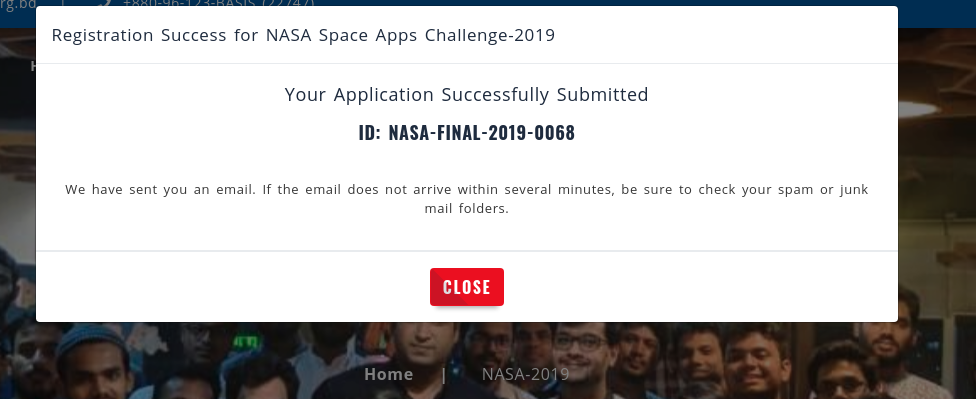 rg.bd | +880-96-123-BASIS (22747)
Registration Success for NASA Space Apps Challenge-2019
Your Application Successfully Submitted
ID: NASA-FINAL-2019-0068
We have sent you an email. If the email does not arrive within several minutes, be sure to check your spam or junk
mail folders.
CLOSE
Home | NASA-2019